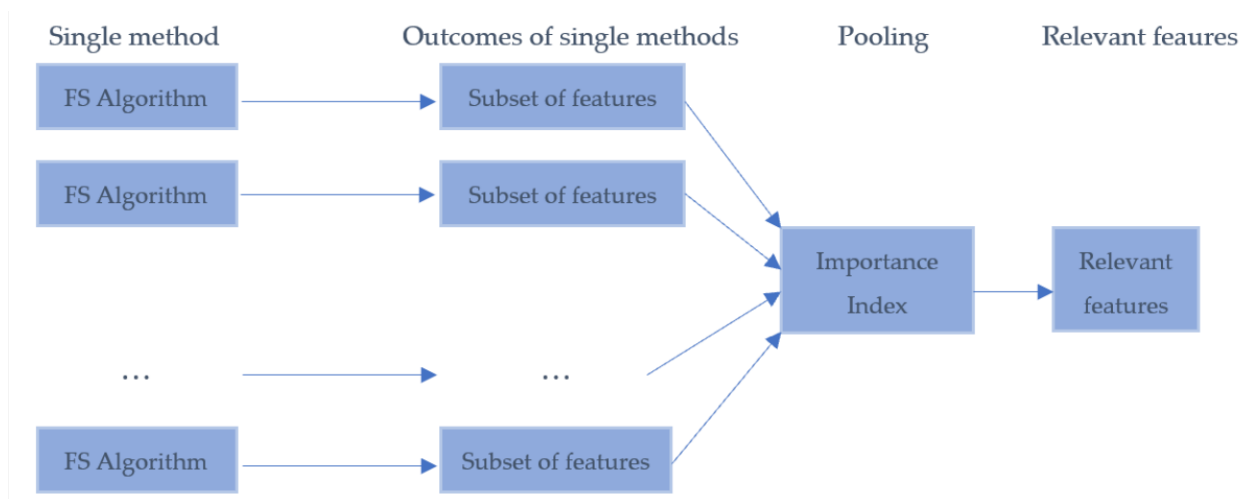 Single method Outcomes of single methods Pooling Relevant feaures
FS Algorithm Subset of features
FS Algorithm Subset of features
Importance
Index
Relevant
features
... ...
FS Algorithm Subset of features